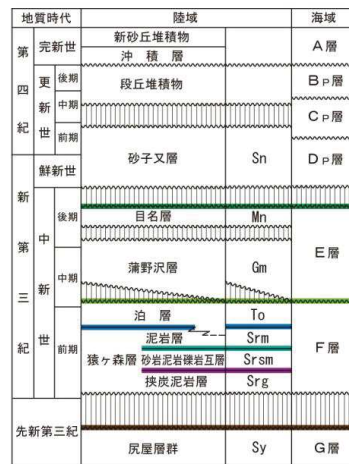 地質時代 陸域 海域
第四紀 完新世 新砂丘堆積物 A層
沖積層
更新世 後期 段丘堆積物 BP層
中期 CP層
前期 砂子又層 Sn DP層
新第三紀 鮮新世
中新世 後期 目名層 Mn E層
中期 蒲野沢層 Gm
前期 泊層 To F層
猿ヶ森層 泥岩層 Srm
砂岩泥岩礫岩互層 Srsm
挟炭泥岩層 Srg
先新第三紀 尻屋層群 Sy G層